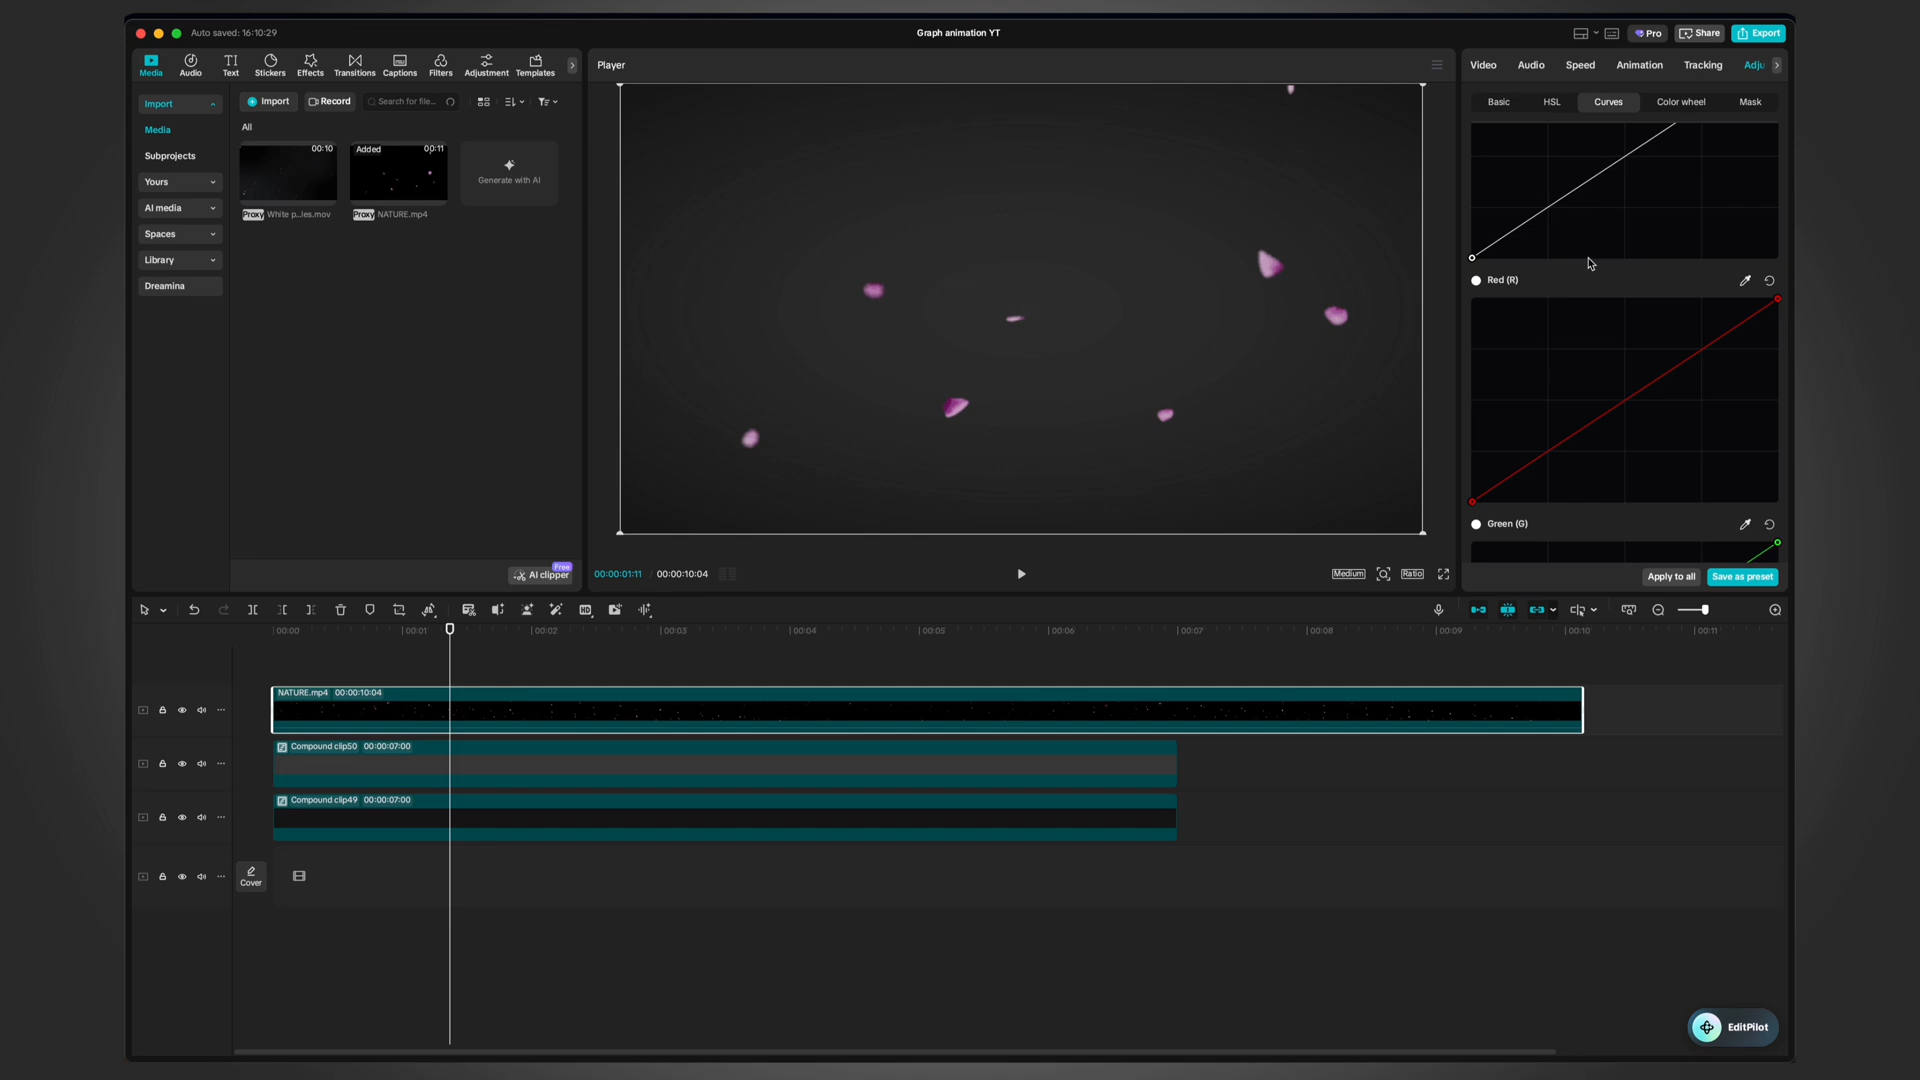 Auto saved: 16:10:29
Graph animation YT
Pro
Share
Export
Media
Audio
Text
Stickers
Effects
Transitions
Captions
Filters
Adjustment
Templates
Player
Video
Audio
Speed
Animation
Tracking
Adju
Import
Media
Subprojects
Yours
AI media
Spaces
Library
Dreamina
Import
Record
Search for file...
All
00:10
Added
00:11
Generate with AI
Proxy White p...les.mov
Proxy NATURE.mp4
Free
AI clipper
00:00:01:11 / 00:00:10:04
Medium
Ratio
Basic
HSL
Curves
Color wheel
Mask
Red (R)
Green (G)
Apply to all
Save as preset
HD
00:00
00:01
00:02
00:03
00:04
00:05
00:06
00:07
00:08
00:09
00:10
00:11
NATURE.mp4 00:00:10:04
Compound clip50 00:00:07:00
Compound clip49 00:00:07:00
Cover
EditPilot